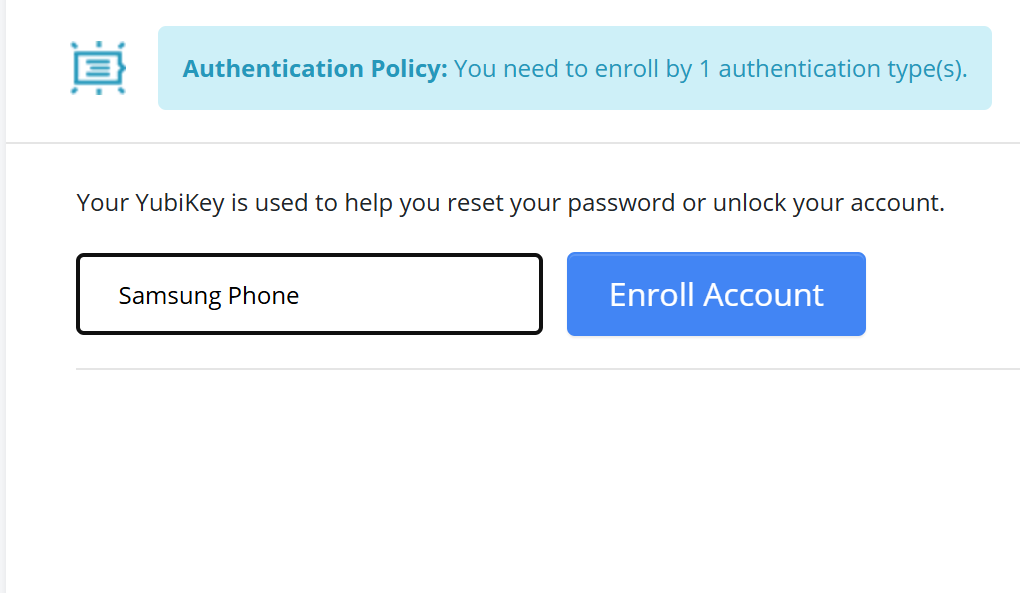 Authentication Policy: You need to enroll by 1 authentication type(s).
Your YubiKey is used to help you reset your password or unlock your account.
Samsung Phone
Enroll Account